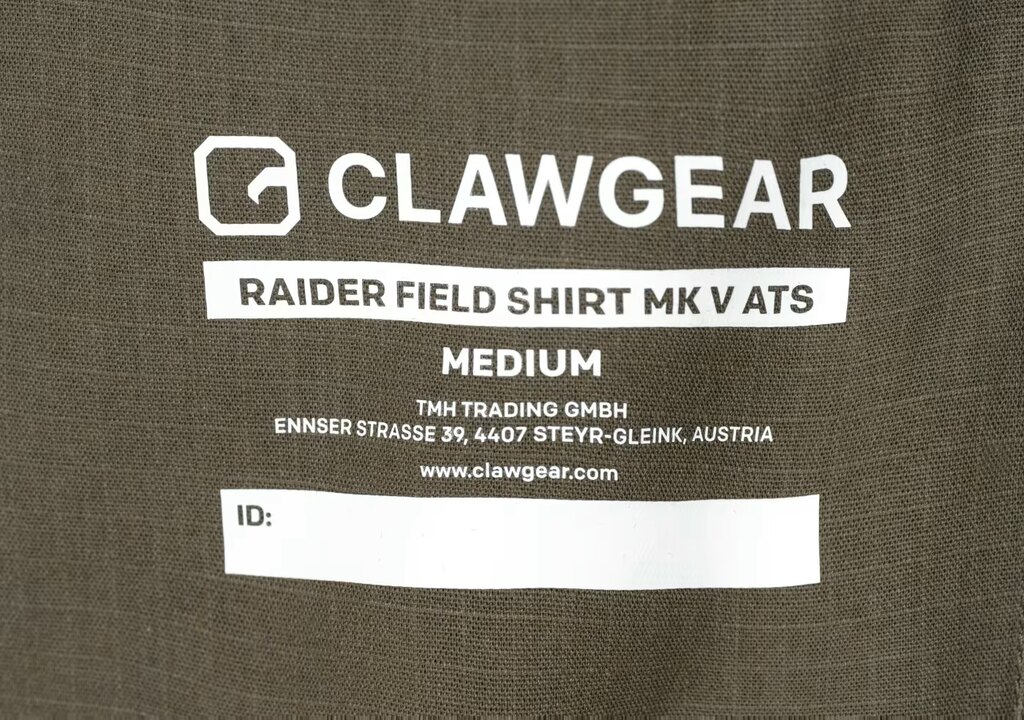 CLAWGEAR
RAIDER FIELD SHIRT MK V ATS
MEDIUM
TMH TRADING GMBH
ENNSER STRASSE 39, 4407 STEYR-GLEINK, AUSTRIA
www.clawgear.com
ID: